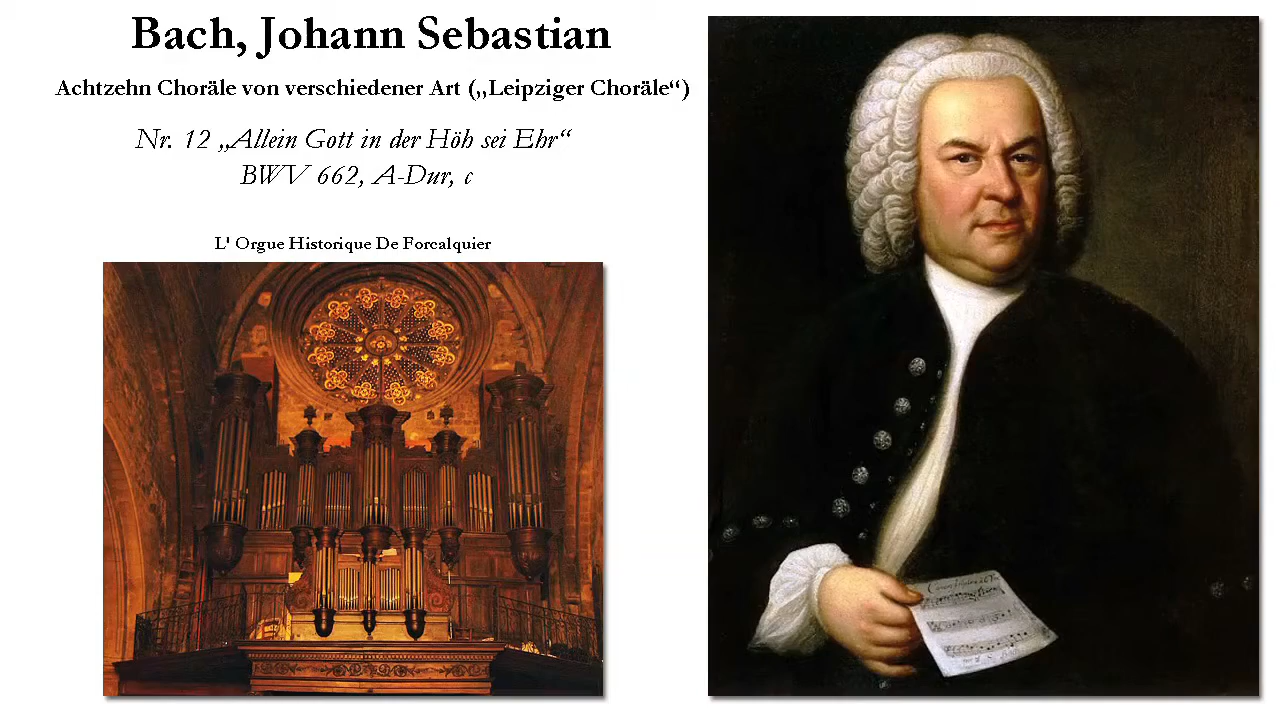 Bach, Johann Sebastian
Achtzehn Choräle von verschiedener Art („Leipziger Choräle“)
Nr. 12 „Allein Gott in der Höh sei Ehr“
BWV 662, A-Dur, c
L' Orgue Historique De Forcalquier